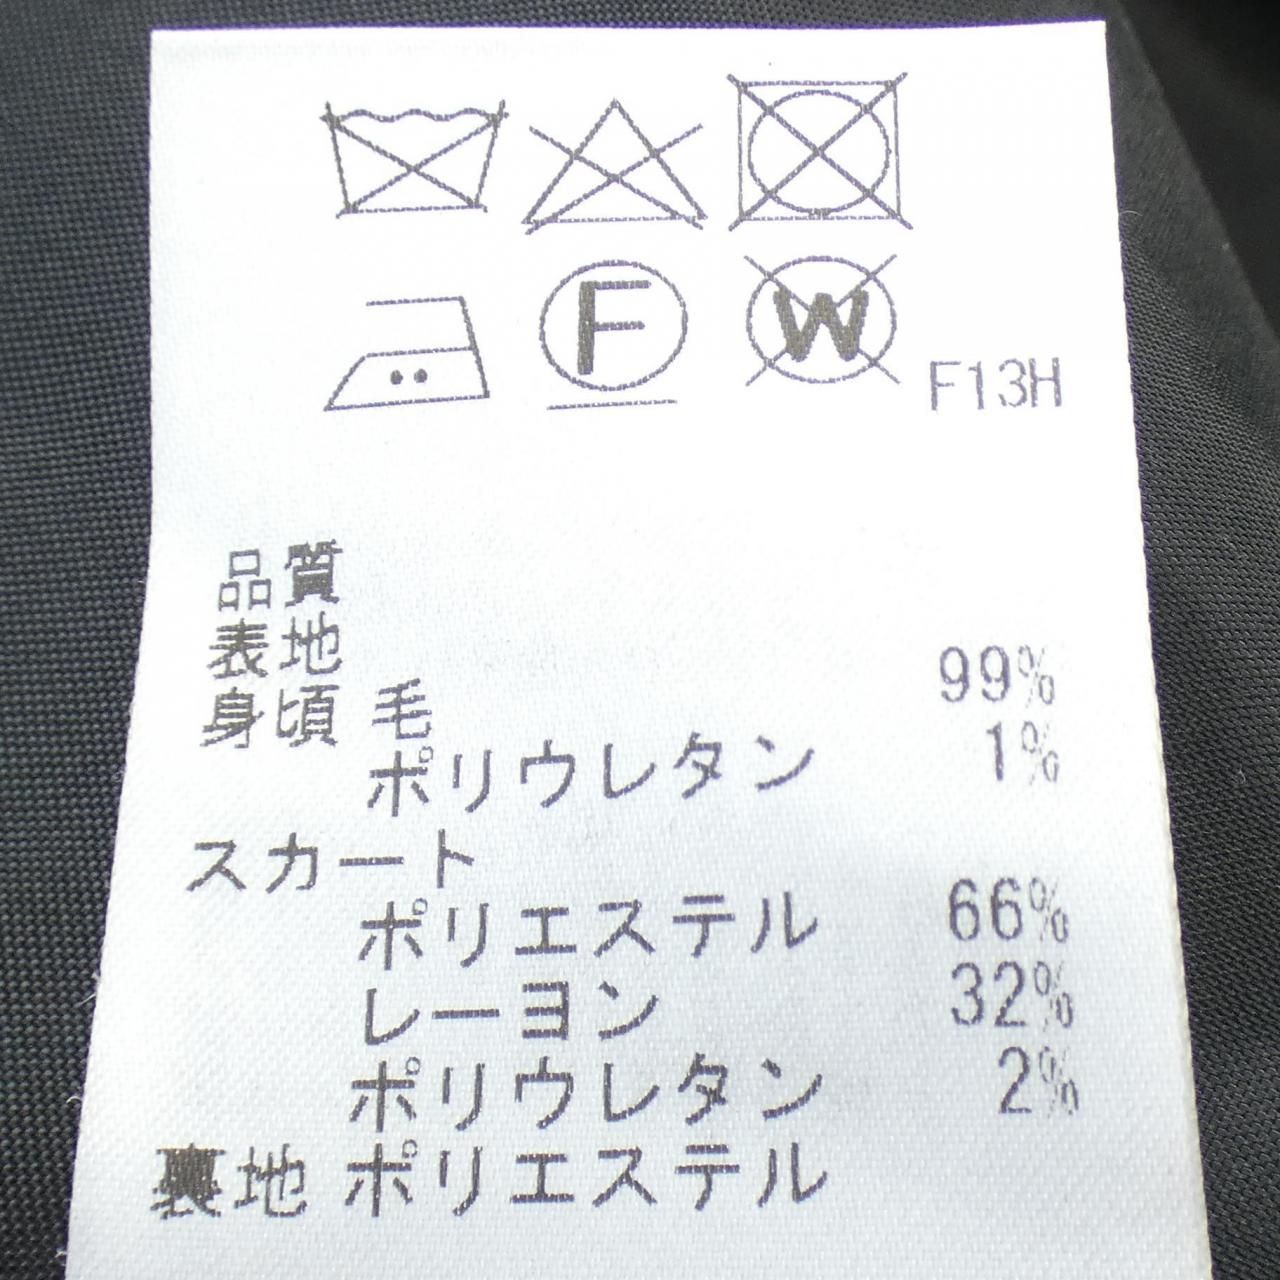 F
W
F13H
品質
表地
身頃 毛 99%
ポリウレタン 1%
スカート
ポリエステル 66%
レーヨン 32%
ポリウレタン 2%
裏地 ポリエステル